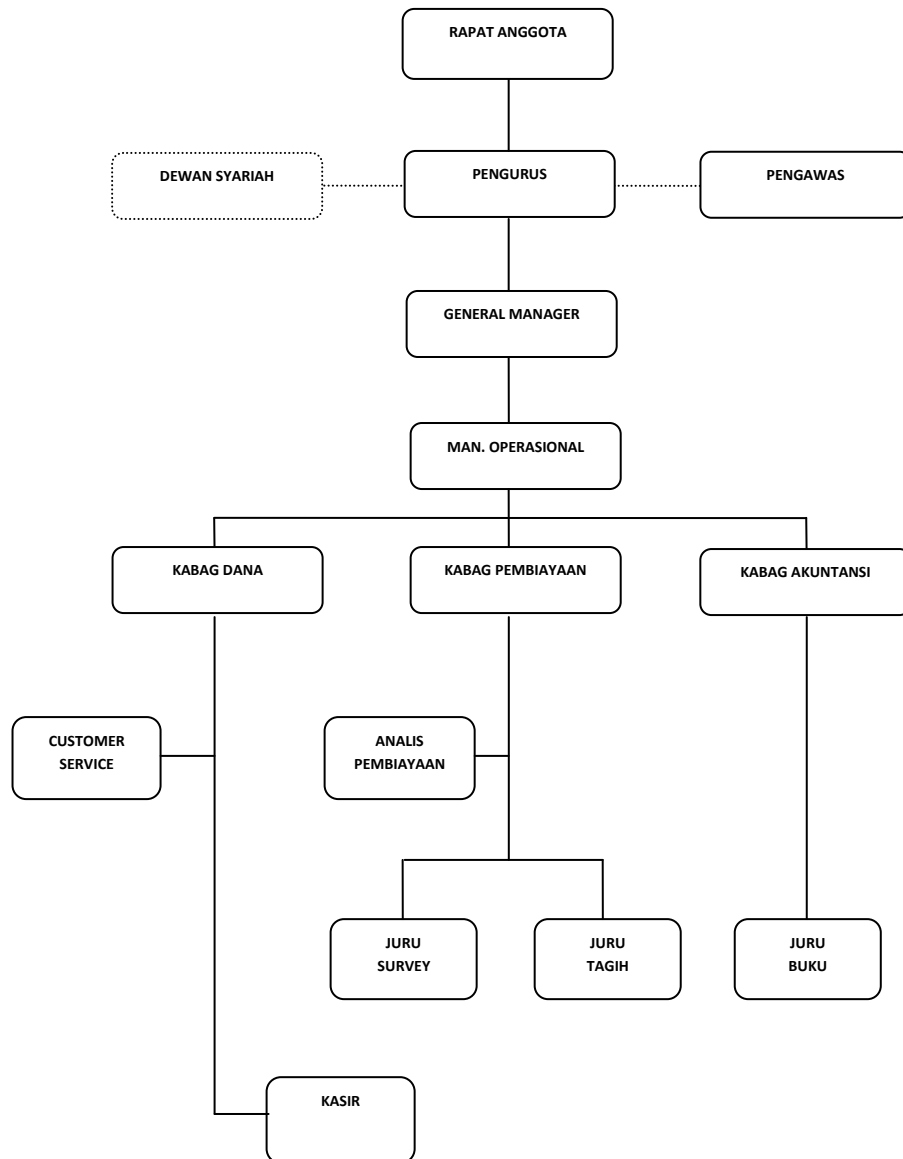 RAPAT ANGGOTA
DEWAN SYARIAH
PENGURUS
PENGAWAS
GENERAL MANAGER
MAN. OPERASIONAL
KABAG DANA
KABAG PEMBIAYAAN
KABAG AKUNTANSI
CUSTOMER
SERVICE
ANALIS
PEMBIAYAAN
JURU
SURVEY
JURU
TAGIH
JURU
BUKU
KASIR